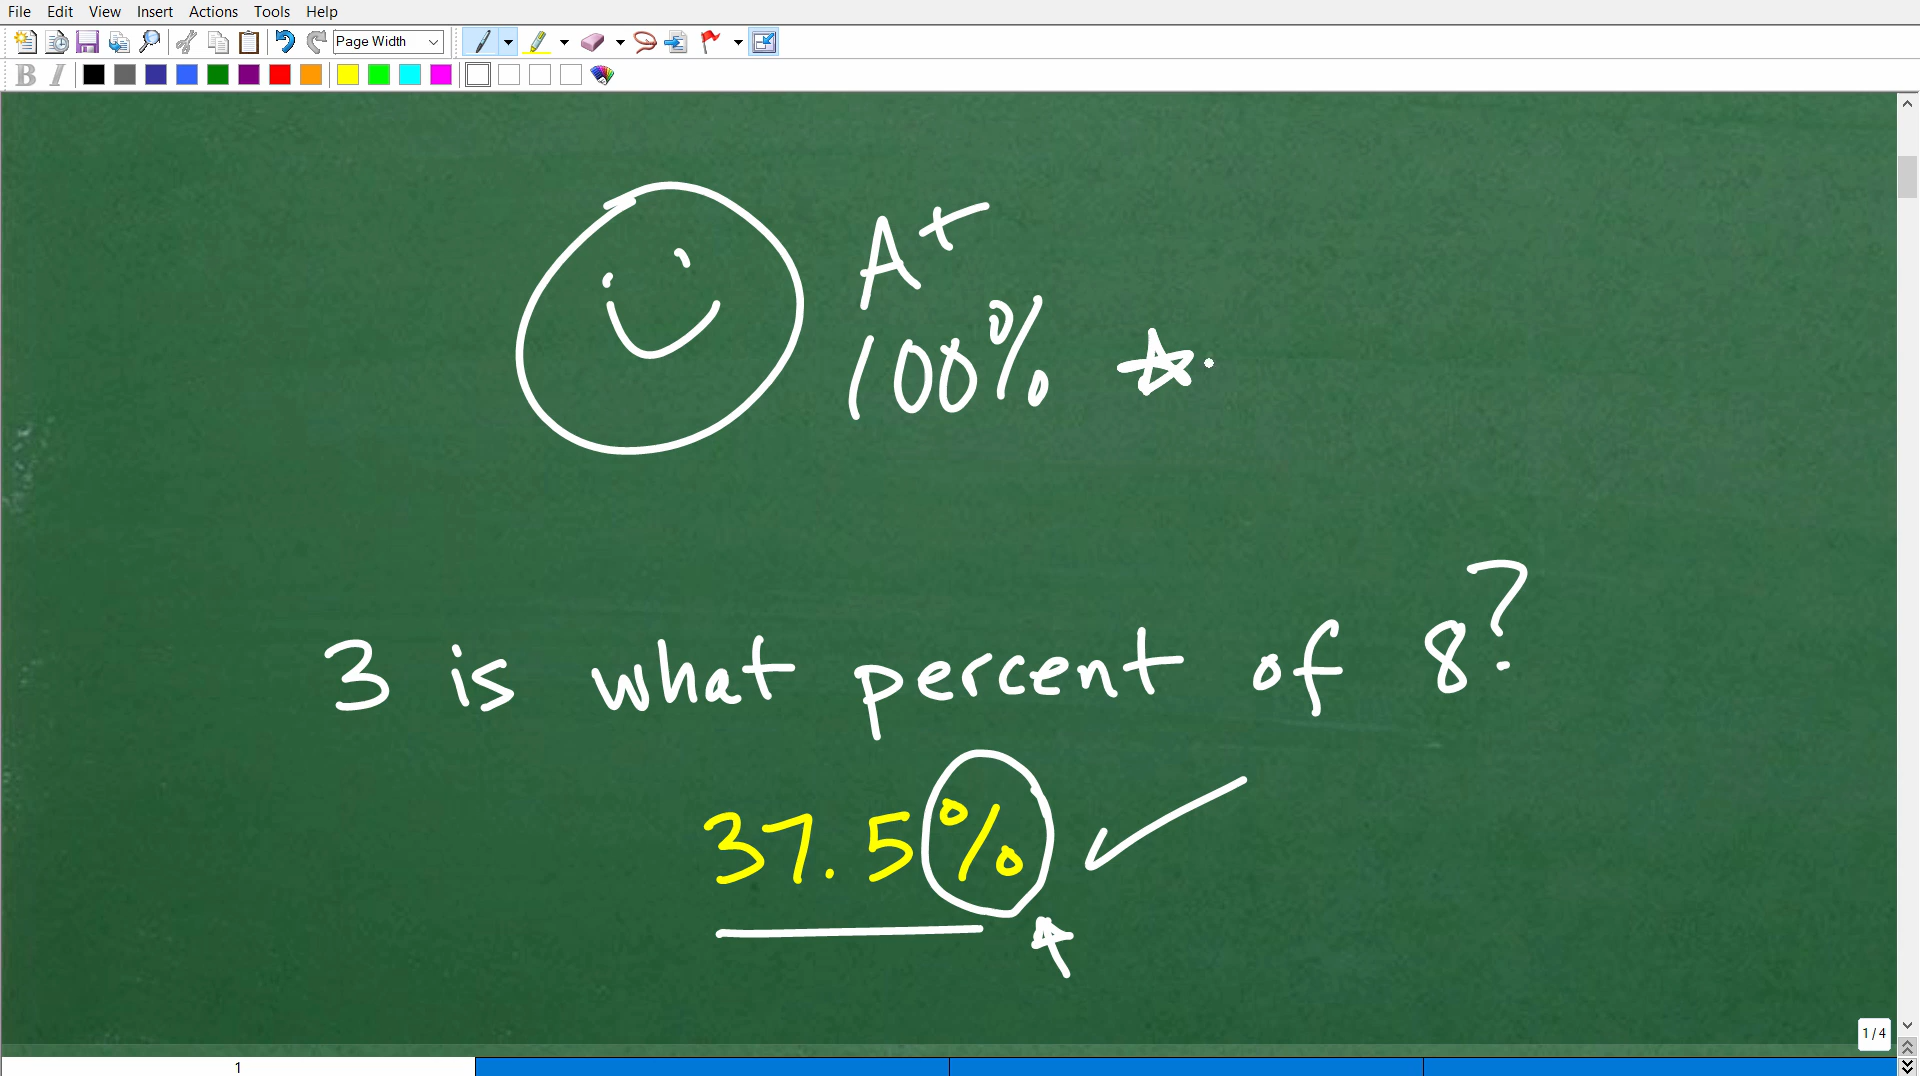 File Edit View Insert Actions Tools Help
Page Width
B I
A+
100%
3 is what percent of 8?
37.5%
1 / 4
1